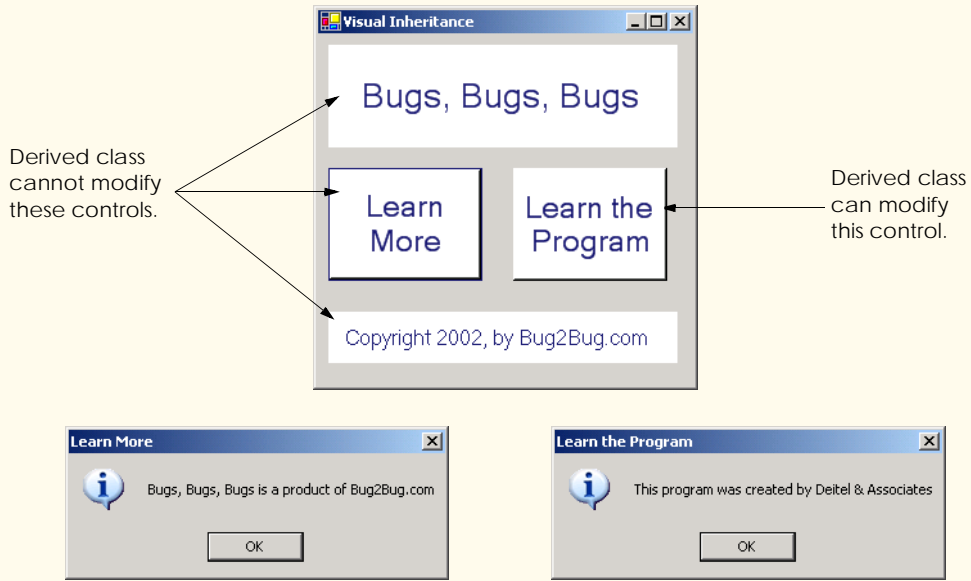 Visual Inheritance
Bugs, Bugs, Bugs
Derived class
cannot modify
these controls.
Learn
More
Learn the
Program
Derived class
can modify
this control.
Copyright 2002, by Bug2Bug.com
Learn More
Bugs, Bugs, Bugs is a product of Bug2Bug.com
OK
Learn the Program
This program was created by Deitel & Associates
OK